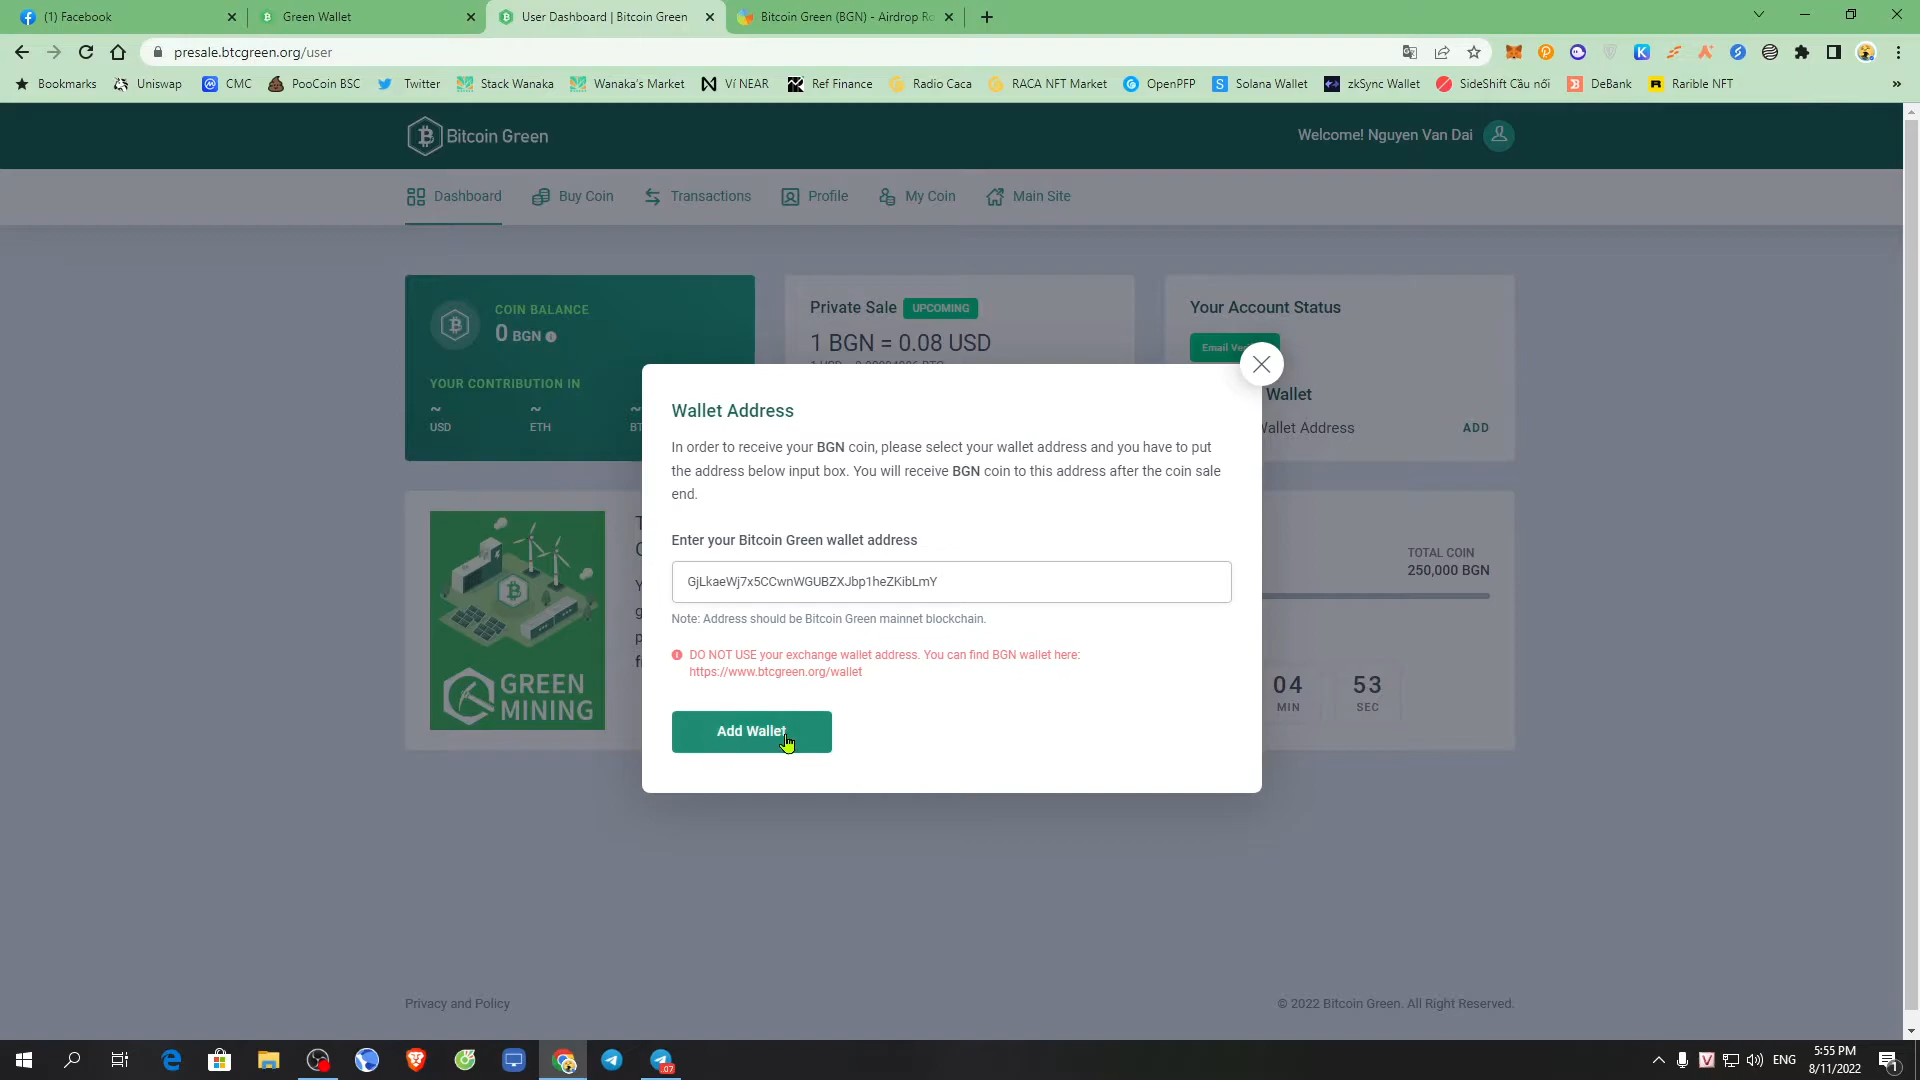 (1) Facebook
Green Wallet
User Dashboard | Bitcoin Green
Bitcoin Green (BGN) - Airdrop Ro
presale.btcgreen.org/user
Bookmarks
Uniswap
CMC
PooCoin BSC
Twitter
Stack Wanaka
Wanaka's Market
Ví NEAR
Ref Finance
Radio Caca
RACA NFT Market
OpenPFP
Solana Wallet
zkSync Wallet
SideShift Cầu nối
DeBank
Rarible NFT
Bitcoin Green
Welcome! Nguyen Van Dai
Dashboard
Buy Coin
Transactions
Profile
My Coin
Main Site
COIN BALANCE
0 BGN
YOUR CONTRIBUTION IN
~ ~ ~
USD ETH BT
Private Sale UPCOMING
1 BGN = 0.08 USD
Your Account Status
Email Ve
Wallet
Wallet Address ADD
Wallet Address
In order to receive your BGN coin, please select your wallet address and you have to put
the address below input box. You will receive BGN coin to this address after the coin sale
end.
Enter your Bitcoin Green wallet address
GjLkaeWj7x5CCwnWGUBZXJbp1heZKibLmY
Note: Address should be Bitcoin Green mainnet blockchain.
DO NOT USE your exchange wallet address. You can find BGN wallet here:
https://www.btcgreen.org/wallet
Add Wallet
GREEN
MINING
TOTAL COIN
250,000 BGN
04 53
MIN SEC
Privacy and Policy
© 2022 Bitcoin Green. All Right Reserved.
.07
ENG
5:55 PM
8/11/2022
1